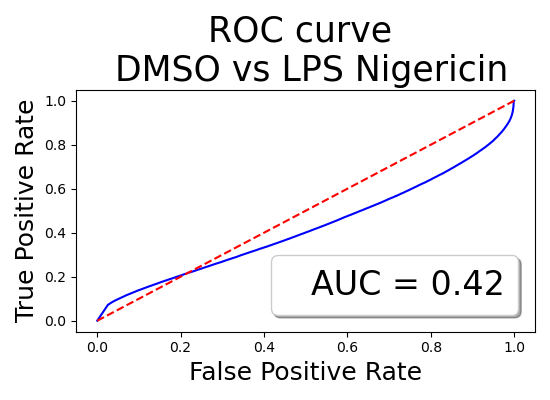 ROC curve
DMSO vs LPS Nigericin
True Positive Rate
1.0
0.8
0.6
0.4
0.2
0.0
AUC = 0.42
0.0 0.2 0.4 0.6 0.8 1.0
False Positive Rate